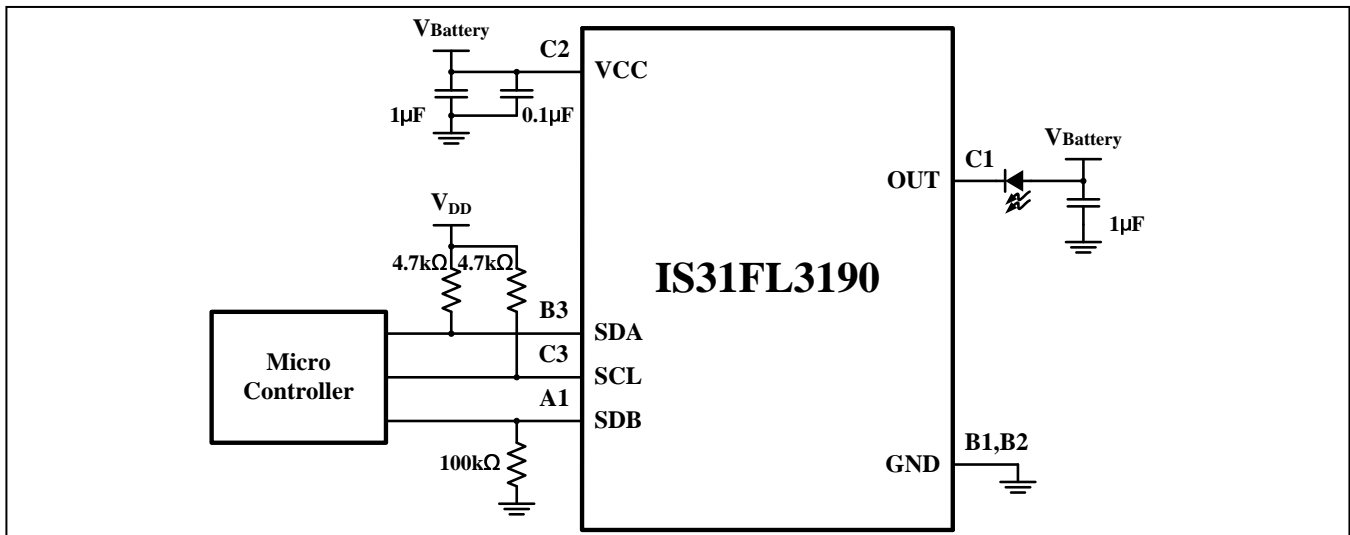 VBattery
C2
VCC
1µF
0.1µF
VBattery
C1
OUT
1µF
VDD
4.7kΩ
4.7kΩ
IS31FL3190
B3
SDA
Micro
Controller
C3
SCL
A1
SDB
100kΩ
B1,B2
GND